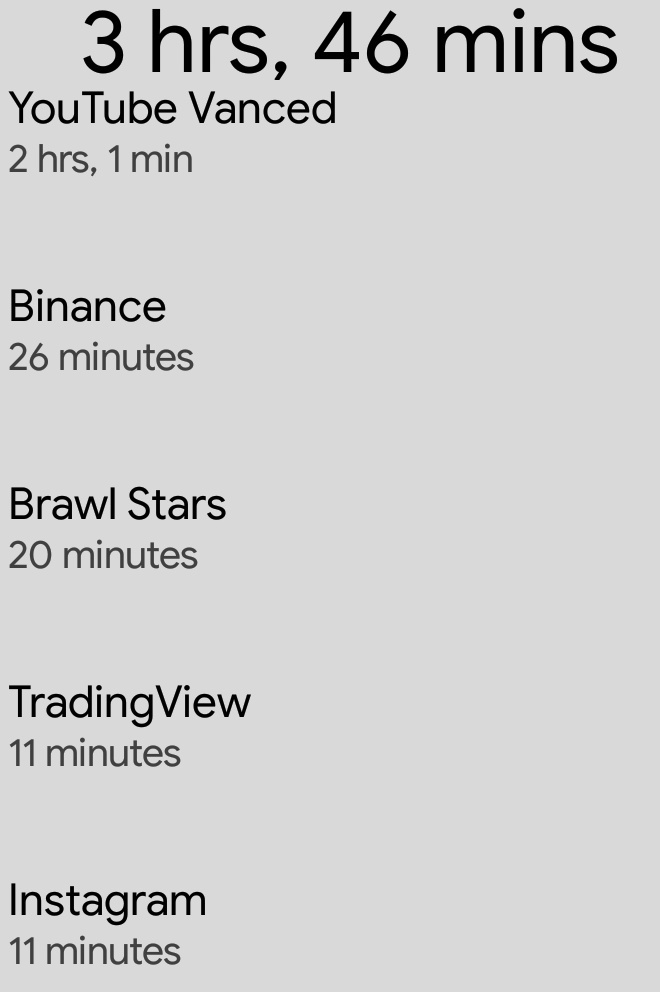 3 hrs, 46 mins
YouTube Vanced
2 hrs, 1 min
Binance
26 minutes
Brawl Stars
20 minutes
TradingView
11 minutes
Instagram
11 minutes